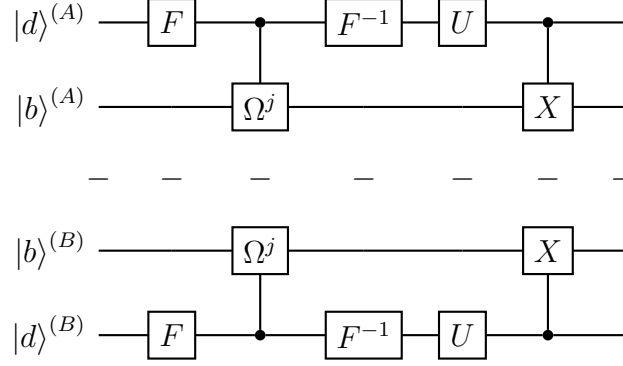 |d⟩^(A) F F⁻¹ U
|b⟩^(A) Ω^j X
|b⟩^(B) Ω^j X
|d⟩^(B) F F⁻¹ U